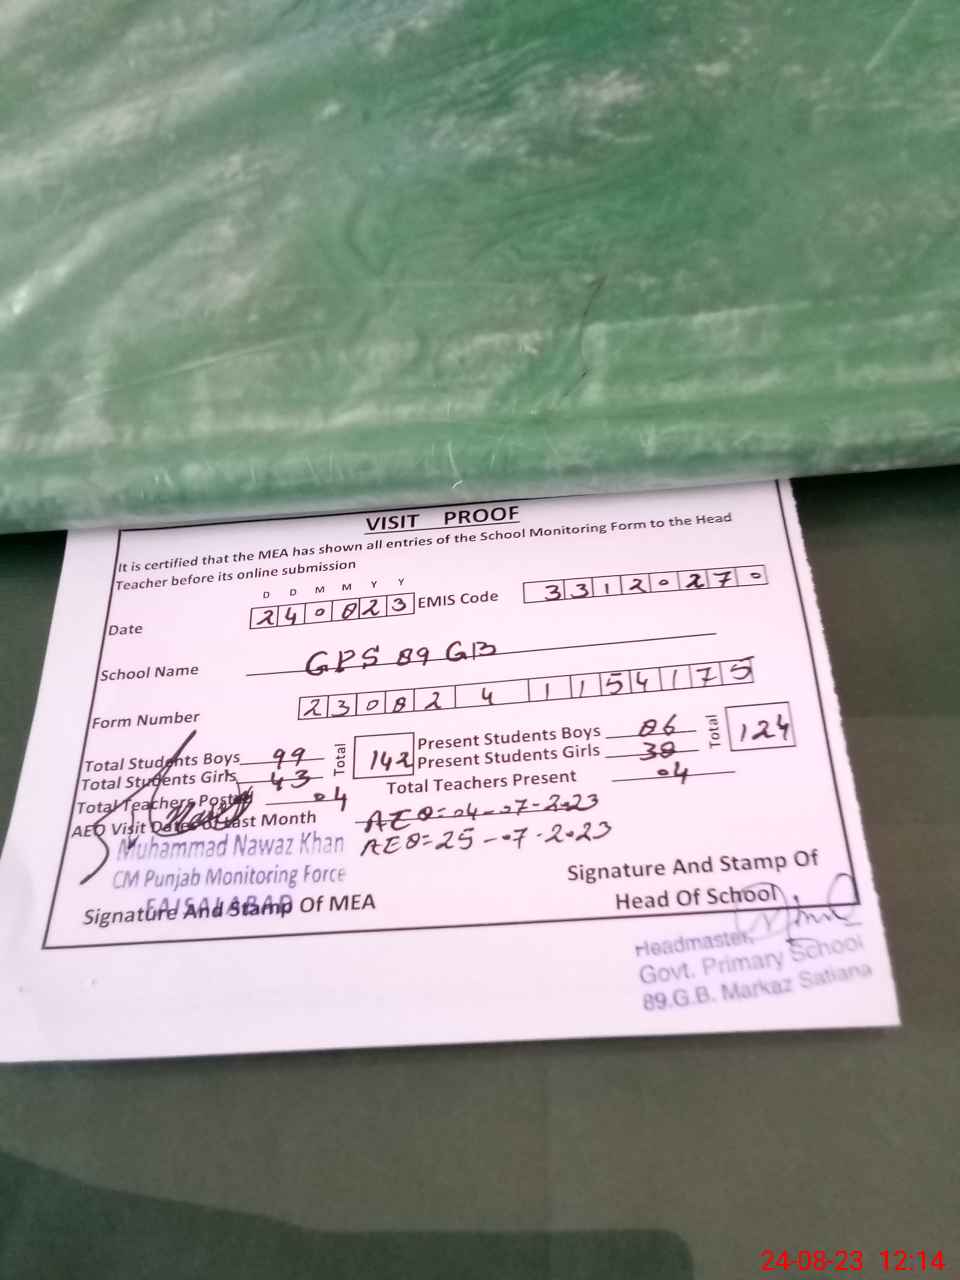 VISIT PROOF
It is certified that the MEA has shown all entries of the School Monitoring Form to the Head
Teacher before its online submission
D D M M Y Y
Date 240823 EMIS Code 33120270
School Name GPS 89 GB
Form Number 23082411154175
Total Students Boys 99 Total 142 Present Students Boys 86 Total 124
Total Students Girls 43 Present Students Girls 38
Total Teachers Posted 04 Total Teachers Present 04
AEO Visit Dates of Last Month AEO=04-07-2023
AEO=25-07-2023
Muhammad Nawaz Khan
CM Punjab Monitoring Force
FAISALABAD
Signature And Stamp Of MEA
Signature And Stamp Of
Head Of School
Headmaster,
Govt. Primary School
89.G.B. Markaz Satiana
24-08-23 12:14